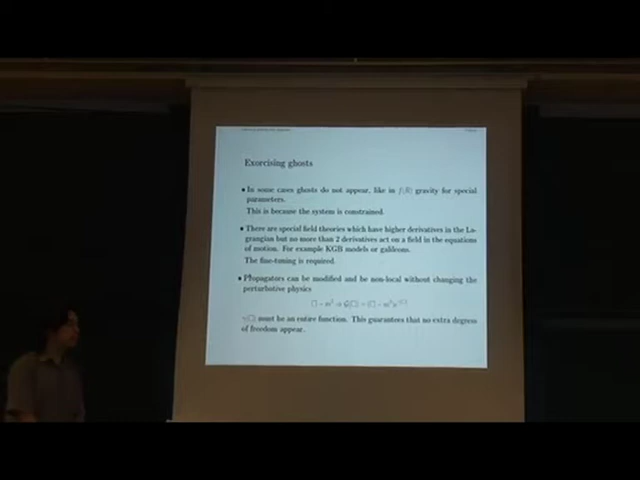 Exorcising ghosts
• In some cases ghosts do not appear, like in f(R) gravity for special
parameters.
This is because the system is constrained.
• There are special field theories which have higher derivatives in the La-
grangian but no more than 2 derivatives act on a field in the equations
of motion. For example KGB models or galileons.
The fine-tuning is required.
• Propagators can be modified and be non-local without changing the
perturbative physics
□ - m² → G(□) = (□ - m²)e^{-γ(□)}
γ(□) must be an entire function. This guarantees that no extra degrees
of freedom appear.